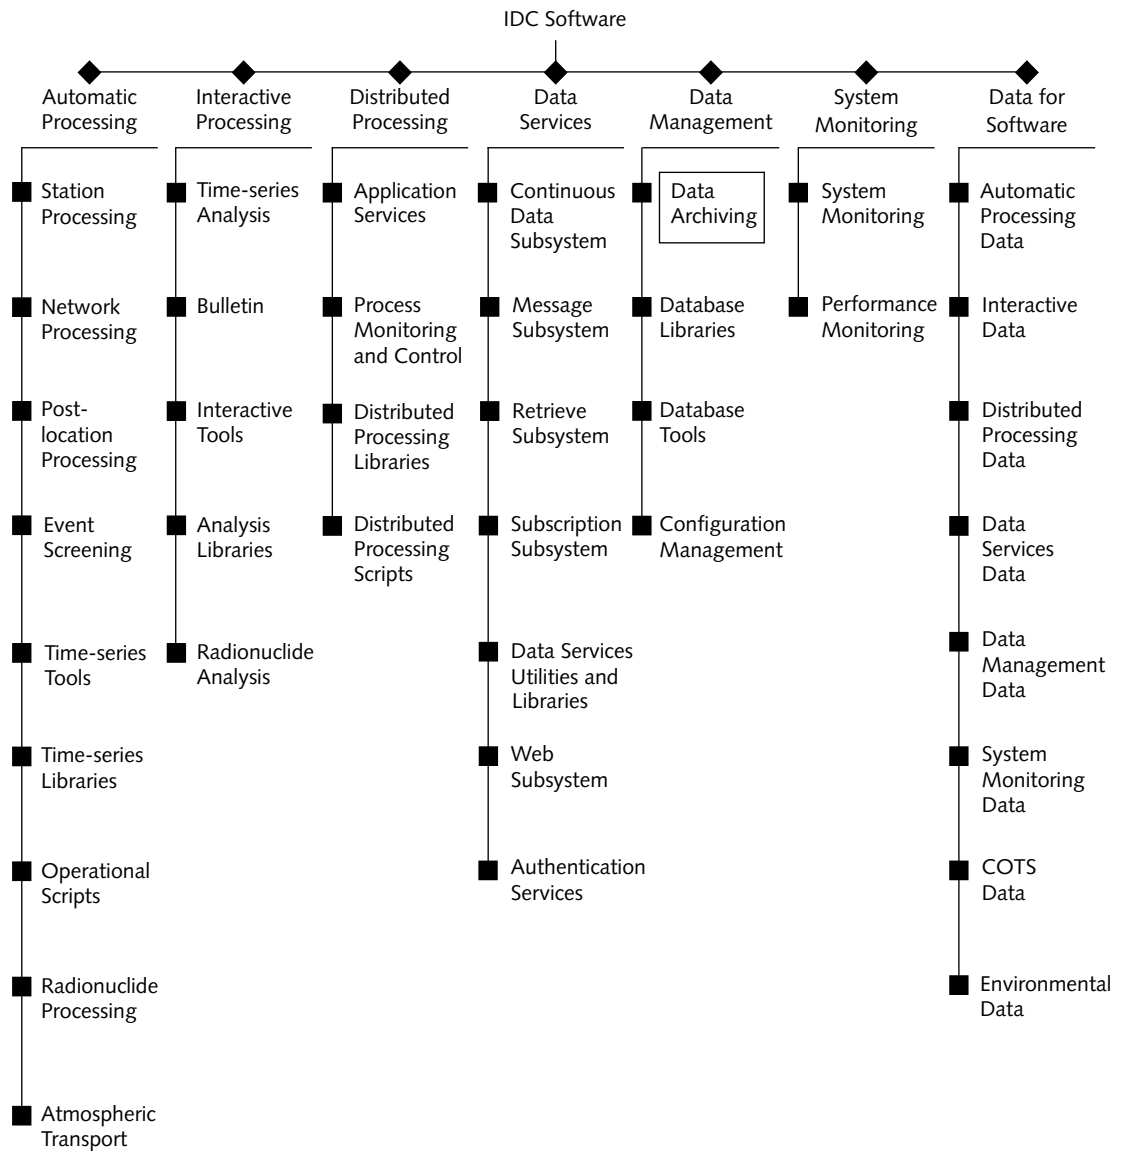 IDC Software
Automatic
Processing
Interactive
Processing
Distributed
Processing
Data
Services
Data
Management
System
Monitoring
Data for
Software
Station
Processing
Network
Processing
Post-
location
Processing
Event
Screening
Time-series
Tools
Time-series
Libraries
Operational
Scripts
Radionuclide
Processing
Atmospheric
Transport
Time-series
Analysis
Bulletin
Interactive
Tools
Analysis
Libraries
Radionuclide
Analysis
Application
Services
Process
Monitoring
and Control
Distributed
Processing
Libraries
Distributed
Processing
Scripts
Continuous
Data
Subsystem
Message
Subsystem
Retrieve
Subsystem
Subscription
Subsystem
Data Services
Utilities and
Libraries
Web
Subsystem
Authentication
Services
Data
Archiving
Database
Libraries
Database
Tools
Configuration
Management
System
Monitoring
Performance
Monitoring
Automatic
Processing
Data
Interactive
Data
Distributed
Processing
Data
Data
Services
Data
Data
Management
Data
System
Monitoring
Data
COTS
Data
Environmental
Data